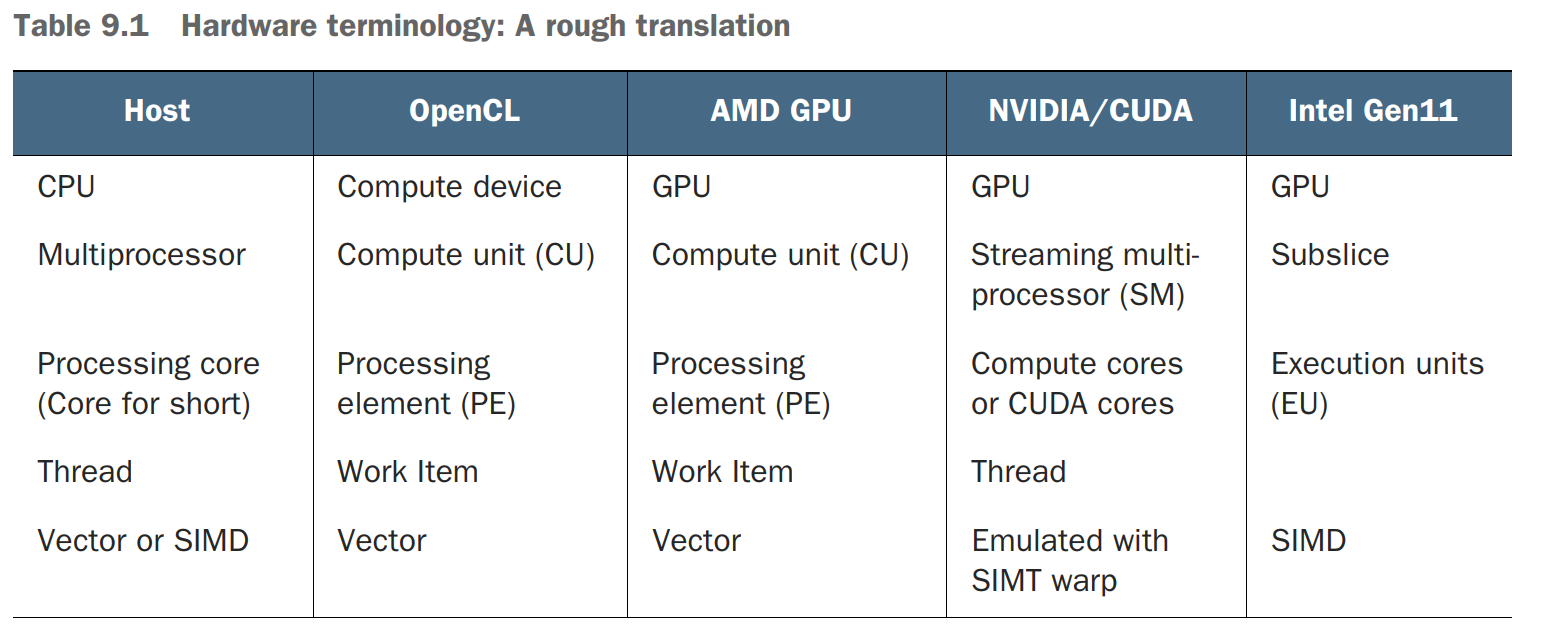 Table 9.1 Hardware terminology: A rough translation
Host OpenCL AMD GPU NVIDIA/CUDA Intel Gen11
CPU Compute device GPU GPU GPU
Multiprocessor Compute unit (CU) Compute unit (CU) Streaming multi- Subslice
processor (SM)
Processing core Processing Processing Compute cores Execution units
(Core for short) element (PE) element (PE) or CUDA cores (EU)
Thread Work Item Work Item Thread
Vector or SIMD Vector Vector Emulated with SIMD
SIMT warp